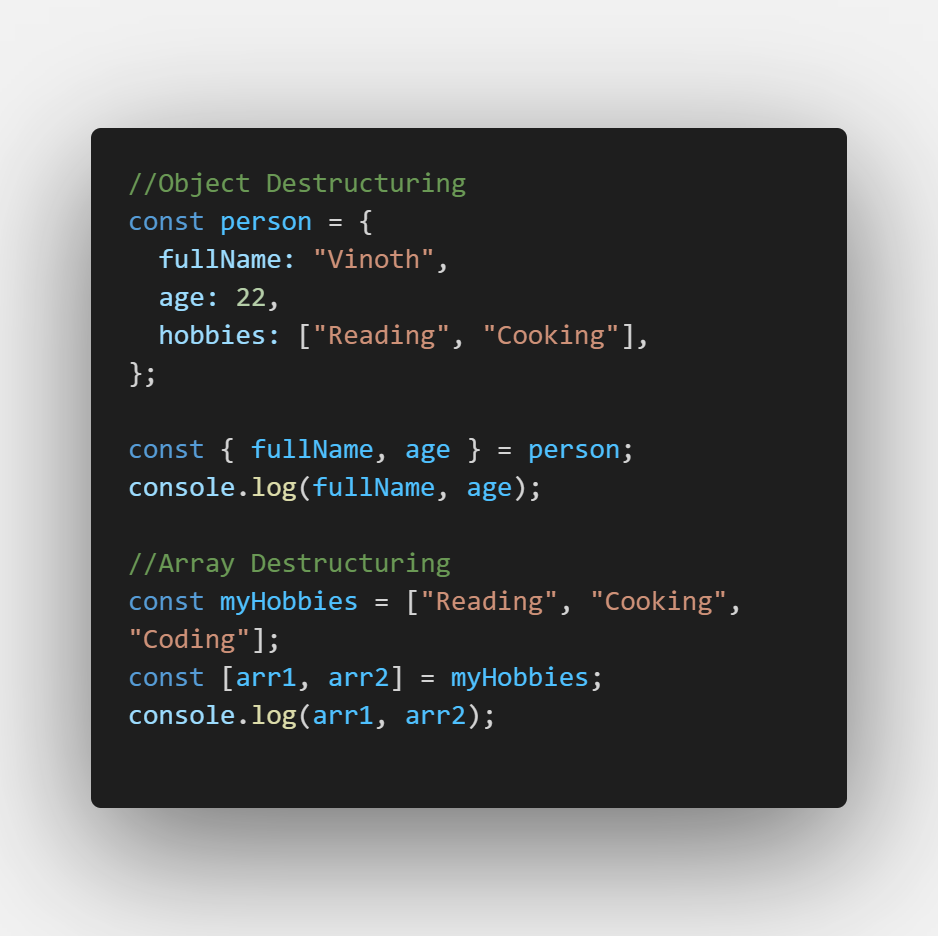 //Object Destructuring
const person = {
  fullName: "Vinoth",
  age: 22,
  hobbies: ["Reading", "Cooking"],
};

const { fullName, age } = person;
console.log(fullName, age);

//Array Destructuring
const myHobbies = ["Reading", "Cooking",
"Coding"];
const [arr1, arr2] = myHobbies;
console.log(arr1, arr2);